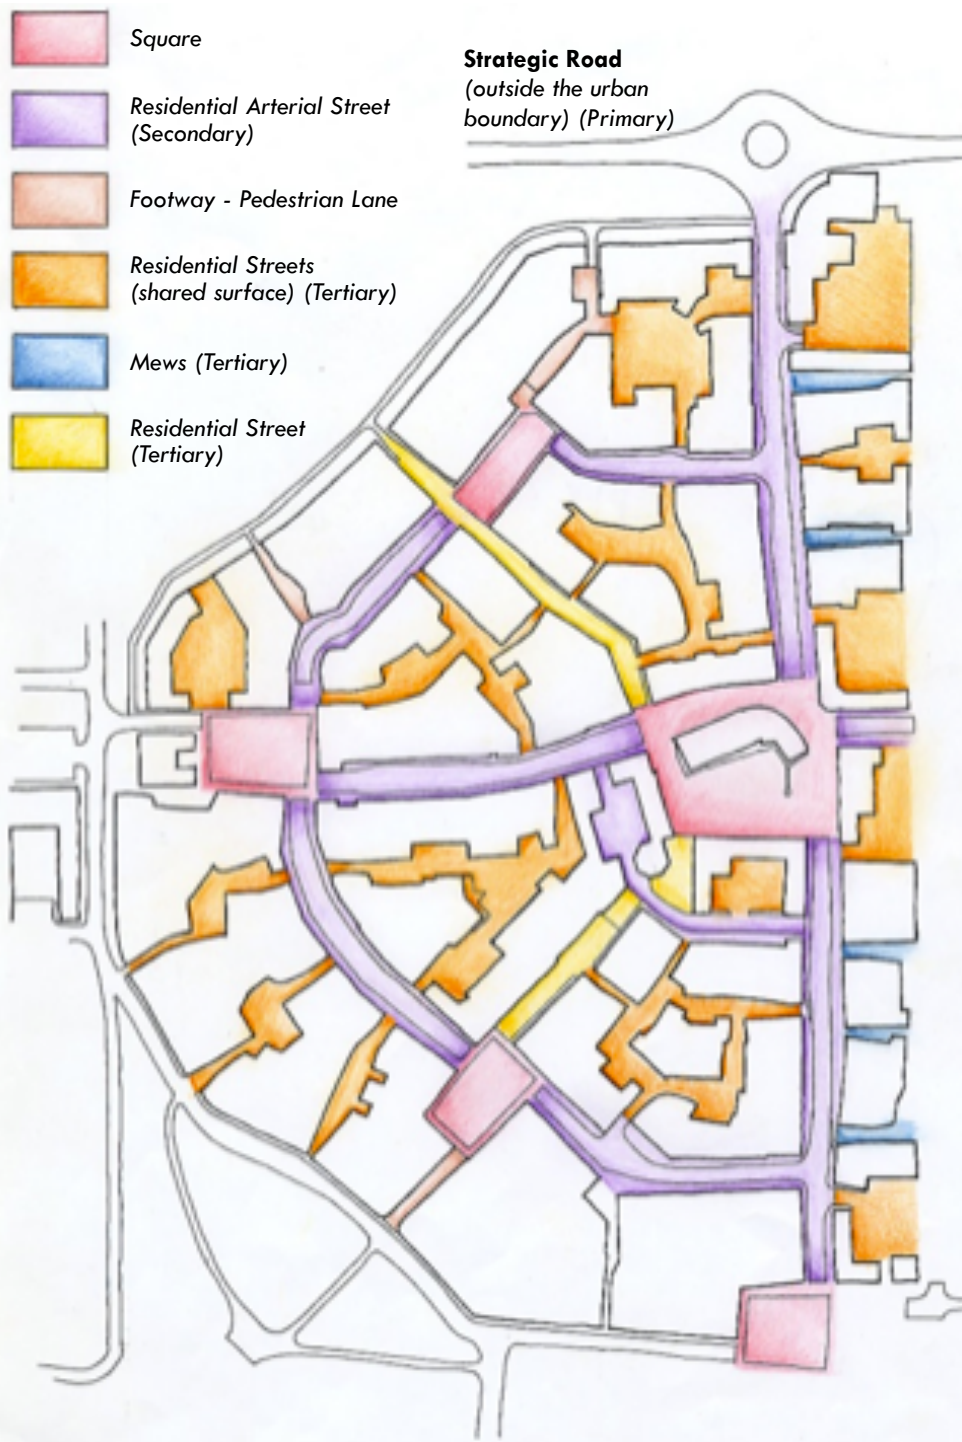 Square
Strategic Road
(outside the urban
boundary) (Primary)
Residential Arterial Street
(Secondary)
Footway - Pedestrian Lane
Residential Streets
(shared surface) (Tertiary)
Mews (Tertiary)
Residential Street
(Tertiary)